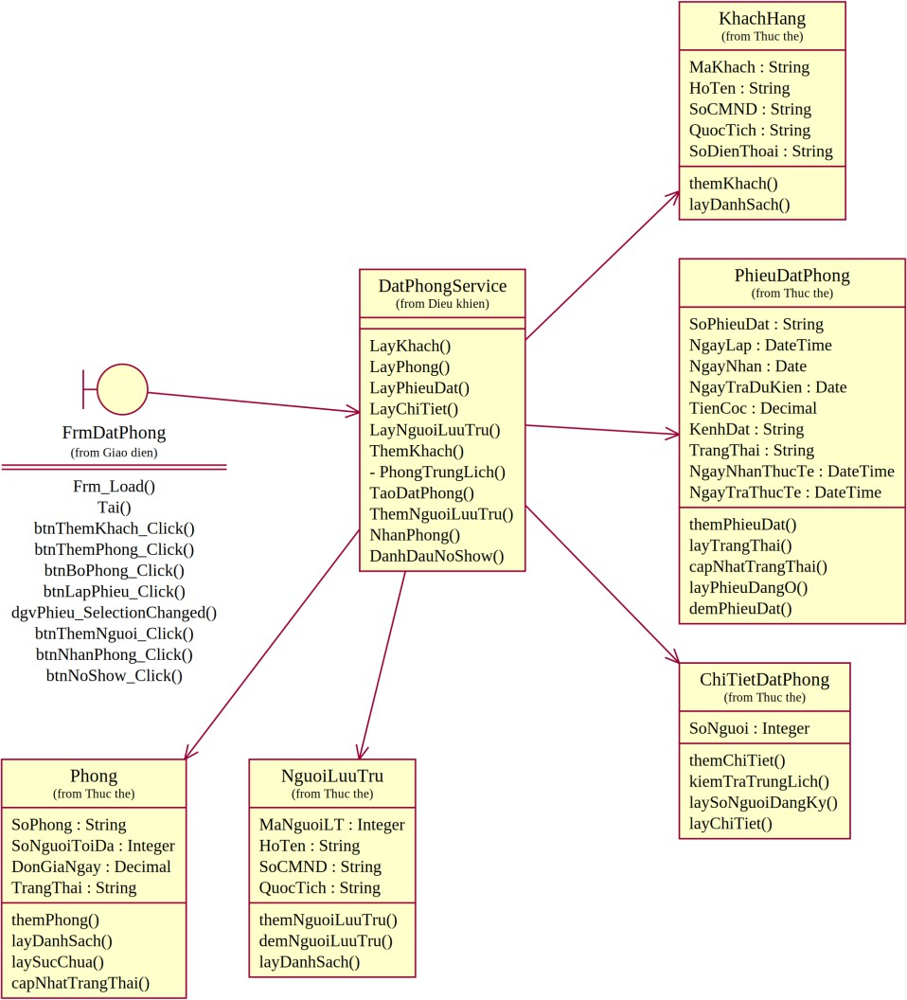 KhachHang
(from Thuc the)
MaKhach : String
HoTen : String
SoCMND : String
QuocTich : String
SoDienThoai : String
themKhach()
layDanhSach()
PhieuDatPhong
(from Thuc the)
SoPhieuDat : String
NgayLap : DateTime
NgayNhan : Date
NgayTraDuKien : Date
TienCoc : Decimal
KenhDat : String
TrangThai : String
NgayNhanThucTe : DateTime
NgayTraThucTe : DateTime
themPhieuDat()
layTrangThai()
capNhatTrangThai()
layPhieuDangO()
demPhieuDat()
DatPhongService
(from Dieu khien)
LayKhach()
LayPhong()
LayPhieuDat()
LayChiTiet()
LayNguoiLuuTru()
ThemKhach()
- PhongTrungLich()
TaoDatPhong()
ThemNguoiLuuTru()
NhanPhong()
DanhDauNoShow()
FrmDatPhong
(from Giao dien)
Frm_Load()
Tai()
btnThemKhach_Click()
btnThemPhong_Click()
btnBoPhong_Click()
btnLapPhieu_Click()
dgvPhieu_SelectionChanged()
btnThemNguoi_Click()
btnNhanPhong_Click()
btnNoShow_Click()
ChiTietDatPhong
(from Thuc the)
SoNguoi : Integer
themChiTiet()
kiemTraTrungLich()
laySoNguoiDangKy()
layChiTiet()
Phong
(from Thuc the)
SoPhong : String
SoNguoiToiDa : Integer
DonGiaNgay : Decimal
TrangThai : String
themPhong()
layDanhSach()
laySucChua()
capNhatTrangThai()
NguoiLuuTru
(from Thuc the)
MaNguoiLT : Integer
HoTen : String
SoCMND : String
QuocTich : String
themNguoiLuuTru()
demNguoiLuuTru()
layDanhSach()